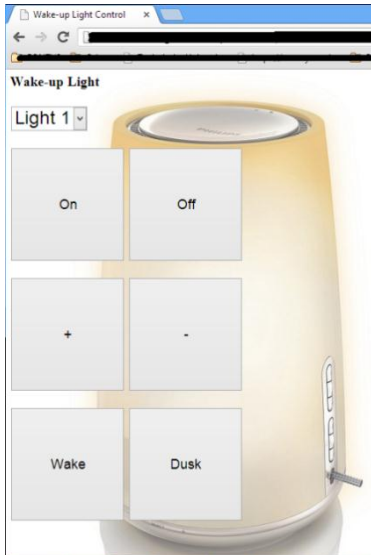 Wake-up Light Control
Wake-up Light
Light 1
On Off
+ -
Wake Dusk